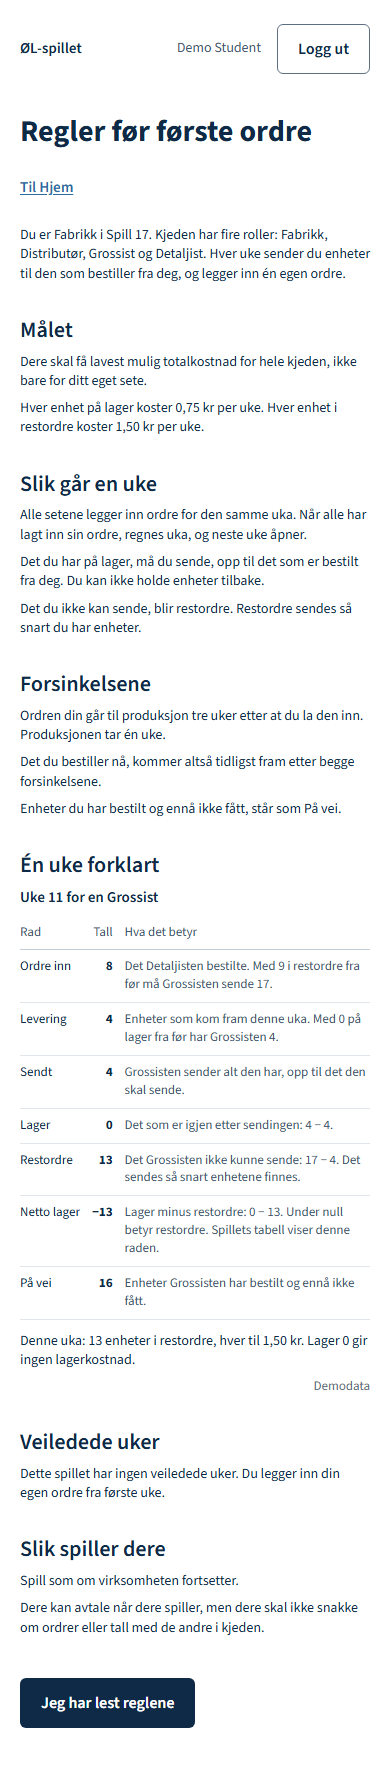 ØL-spillet
Demo Student
Logg ut
Regler før første ordre
Til Hjem
Du er Fabrikk i Spill 17. Kjeden har fire roller: Fabrikk,
Distributør, Grossist og Detaljist. Hver uke sender du enheter
til den som bestiller fra deg, og legger inn én egen ordre.
Målet
Dere skal få lavest mulig totalkostnad for hele kjeden, ikke
bare for ditt eget sete.
Hver enhet på lager koster 0,75 kr per uke. Hver enhet i
restordre koster 1,50 kr per uke.
Slik går en uke
Alle setene legger inn ordre for den samme uka. Når alle har
lagt inn sin ordre, regnes uka, og neste uke åpner.
Det du har på lager, må du sende, opp til det som er bestilt
fra deg. Du kan ikke holde enheter tilbake.
Det du ikke kan sende, blir restordre. Restordre sendes så
snart du har enheter.
Forsinkelsene
Ordren din går til produksjon tre uker etter at du la den inn.
Produksjonen tar én uke.
Det du bestiller nå, kommer altså tidligst fram etter begge
forsinkelsene.
Enheter du har bestilt og ennå ikke fått, står som På vei.
Én uke forklart
Uke 11 for en Grossist
Rad Tall Hva det betyr
Ordre inn 8 Det Detaljisten bestilte. Med 9 i restordre fra
før må Grossisten sende 17.
Levering 4 Enheter som kom fram denne uka. Med 0 på
lager fra før har Grossisten 4.
Sendt 4 Grossisten sender alt den har, opp til det den
skal sende.
Lager 0 Det som er igjen etter sendingen: 4 − 4.
Restordre 13 Det Grossisten ikke kunne sende: 17 − 4. Det
sendes så snart enhetene finnes.
Netto lager −13 Lager minus restordre: 0 − 13. Under null
betyr restordre. Spillets tabell viser denne
raden.
På vei 16 Enheter Grossisten har bestilt og ennå ikke
fått.
Denne uka: 13 enheter i restordre, hver til 1,50 kr. Lager 0 gir
ingen lagerkostnad.
Demodata
Veiledede uker
Dette spillet har ingen veiledede uker. Du legger inn din
egen ordre fra første uke.
Slik spiller dere
Spill som om virksomheten fortsetter.
Dere kan avtale når dere spiller, men dere skal ikke snakke
om ordrer eller tall med de andre i kjeden.
Jeg har lest reglene